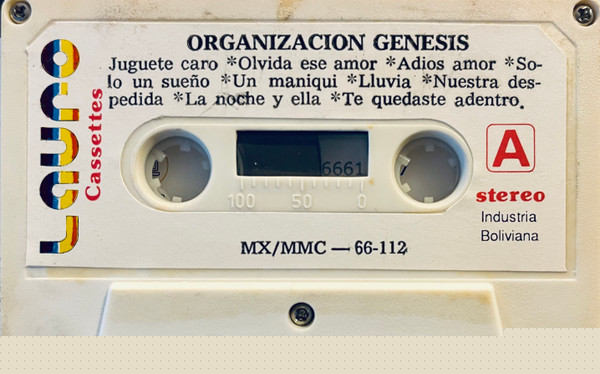 ORGANIZACION GENESIS
Juguete caro *Olvida ese amor *Adios amor *So-
lo un sueño *Un maniqui *Lluvia *Nuestra des-
pedida *La noche y ella *Te quedaste adentro.
Lauro
Cassettes
A
6661
100 50 0
stereo
Industria
Boliviana
MX/MMC — 66-112